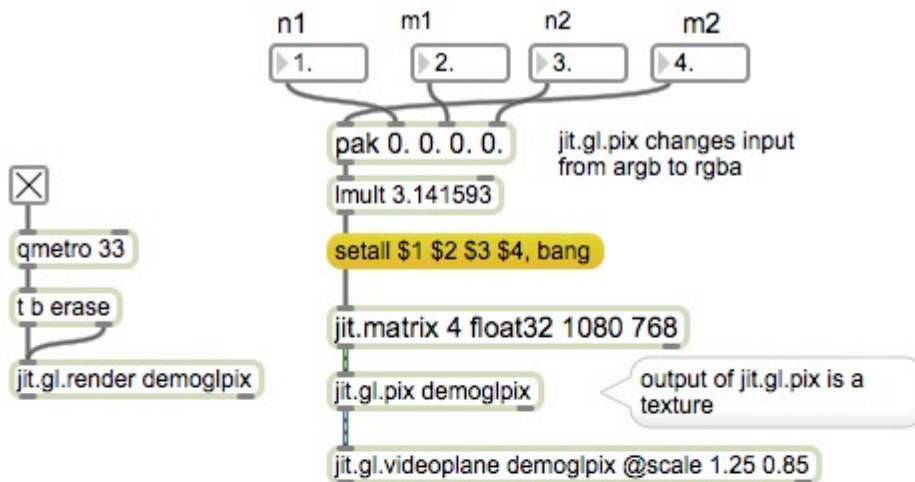 n1 m1 n2 m2
1. 2. 3. 4.
pak 0. 0. 0. 0.
jit.gl.pix changes input
from argb to rgba
lmult 3.141593
qmetro 33
setall $1 $2 $3 $4, bang
t b erase
jit.matrix 4 float32 1080 768
jit.gl.render demoglpix
jit.gl.pix demoglpix
output of jit.gl.pix is a
texture
jit.gl.videoplane demoglpix @scale 1.25 0.85